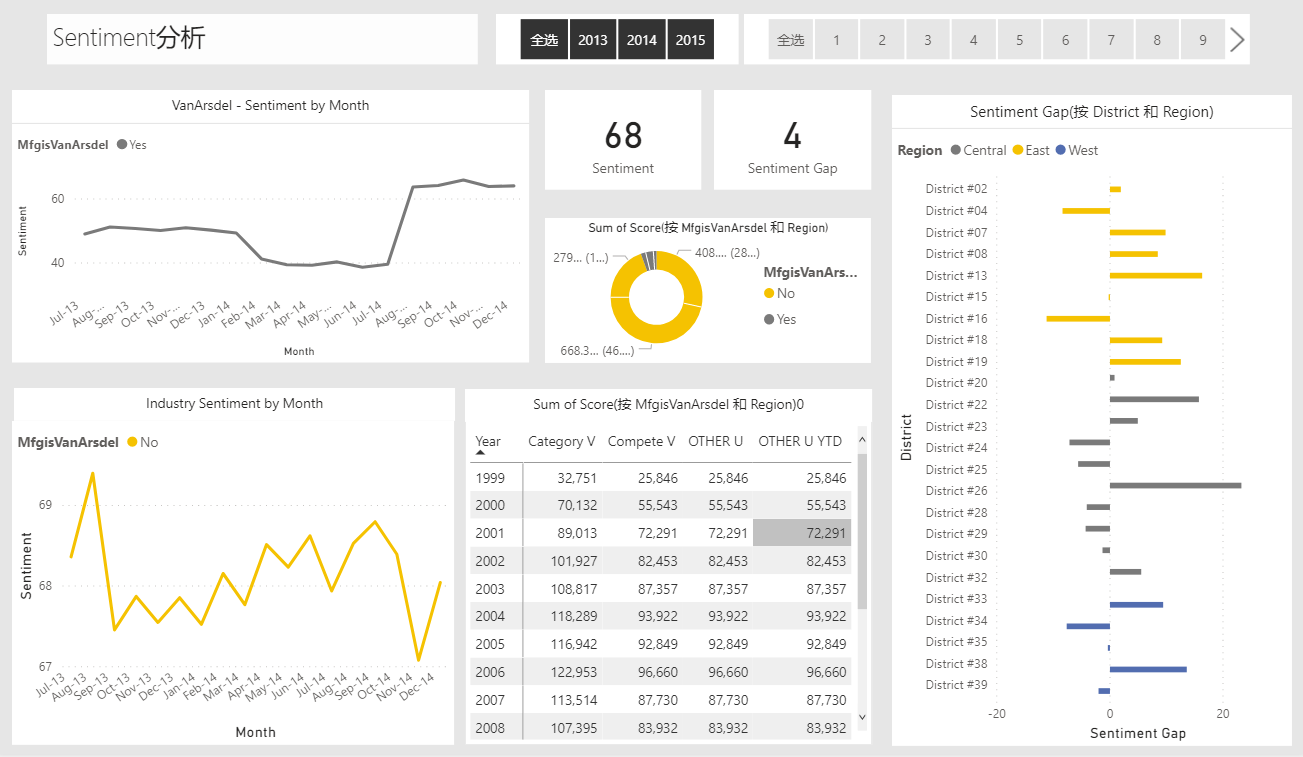 Sentiment分析
全选 2013 2014 2015
全选 1 2 3 4 5 6 7 8 9
VanArsdel - Sentiment by Month
MfgisVanArsdel Yes
Sentiment
60
40
Jul-13 Aug-... Sep-13 Oct-13 Nov-... Dec-13 Jan-14 Feb-14 Mar-14 Apr-14 May-... Jun-14 Jul-14 Aug-... Sep-14 Oct-14 Nov-... Dec-14
Month
68
Sentiment
4
Sentiment Gap
Sum of Score(按 MfgisVanArsdel 和 Region)
279... (1...)
408.... (28...)
668.3... (46....)
MfgisVanArs...
No
Yes
Sentiment Gap(按 District 和 Region)
Region Central East West
District
District #02
District #04
District #07
District #08
District #13
District #15
District #16
District #18
District #19
District #20
District #22
District #23
District #24
District #25
District #26
District #28
District #29
District #30
District #32
District #33
District #34
District #35
District #38
District #39
-20 0 20
Sentiment Gap
Industry Sentiment by Month
MfgisVanArsdel No
Sentiment
69
68
67
Jul-13 Aug-13 Sep-13 Oct-13 Nov-13 Dec-13 Jan-14 Feb-14 Mar-14 Apr-14 May-14 Jun-14 Jul-14 Aug-14 Sep-14 Oct-14 Nov-14 Dec-14
Month
Sum of Score(按 MfgisVanArsdel 和 Region)0
Year Category V Compete V OTHER U OTHER U YTD
1999 32,751 25,846 25,846 25,846
2000 70,132 55,543 55,543 55,543
2001 89,013 72,291 72,291 72,291
2002 101,927 82,453 82,453 82,453
2003 108,817 87,357 87,357 87,357
2004 118,289 93,922 93,922 93,922
2005 116,942 92,849 92,849 92,849
2006 122,953 96,660 96,660 96,660
2007 113,514 87,730 87,730 87,730
2008 107,395 83,932 83,932 83,932